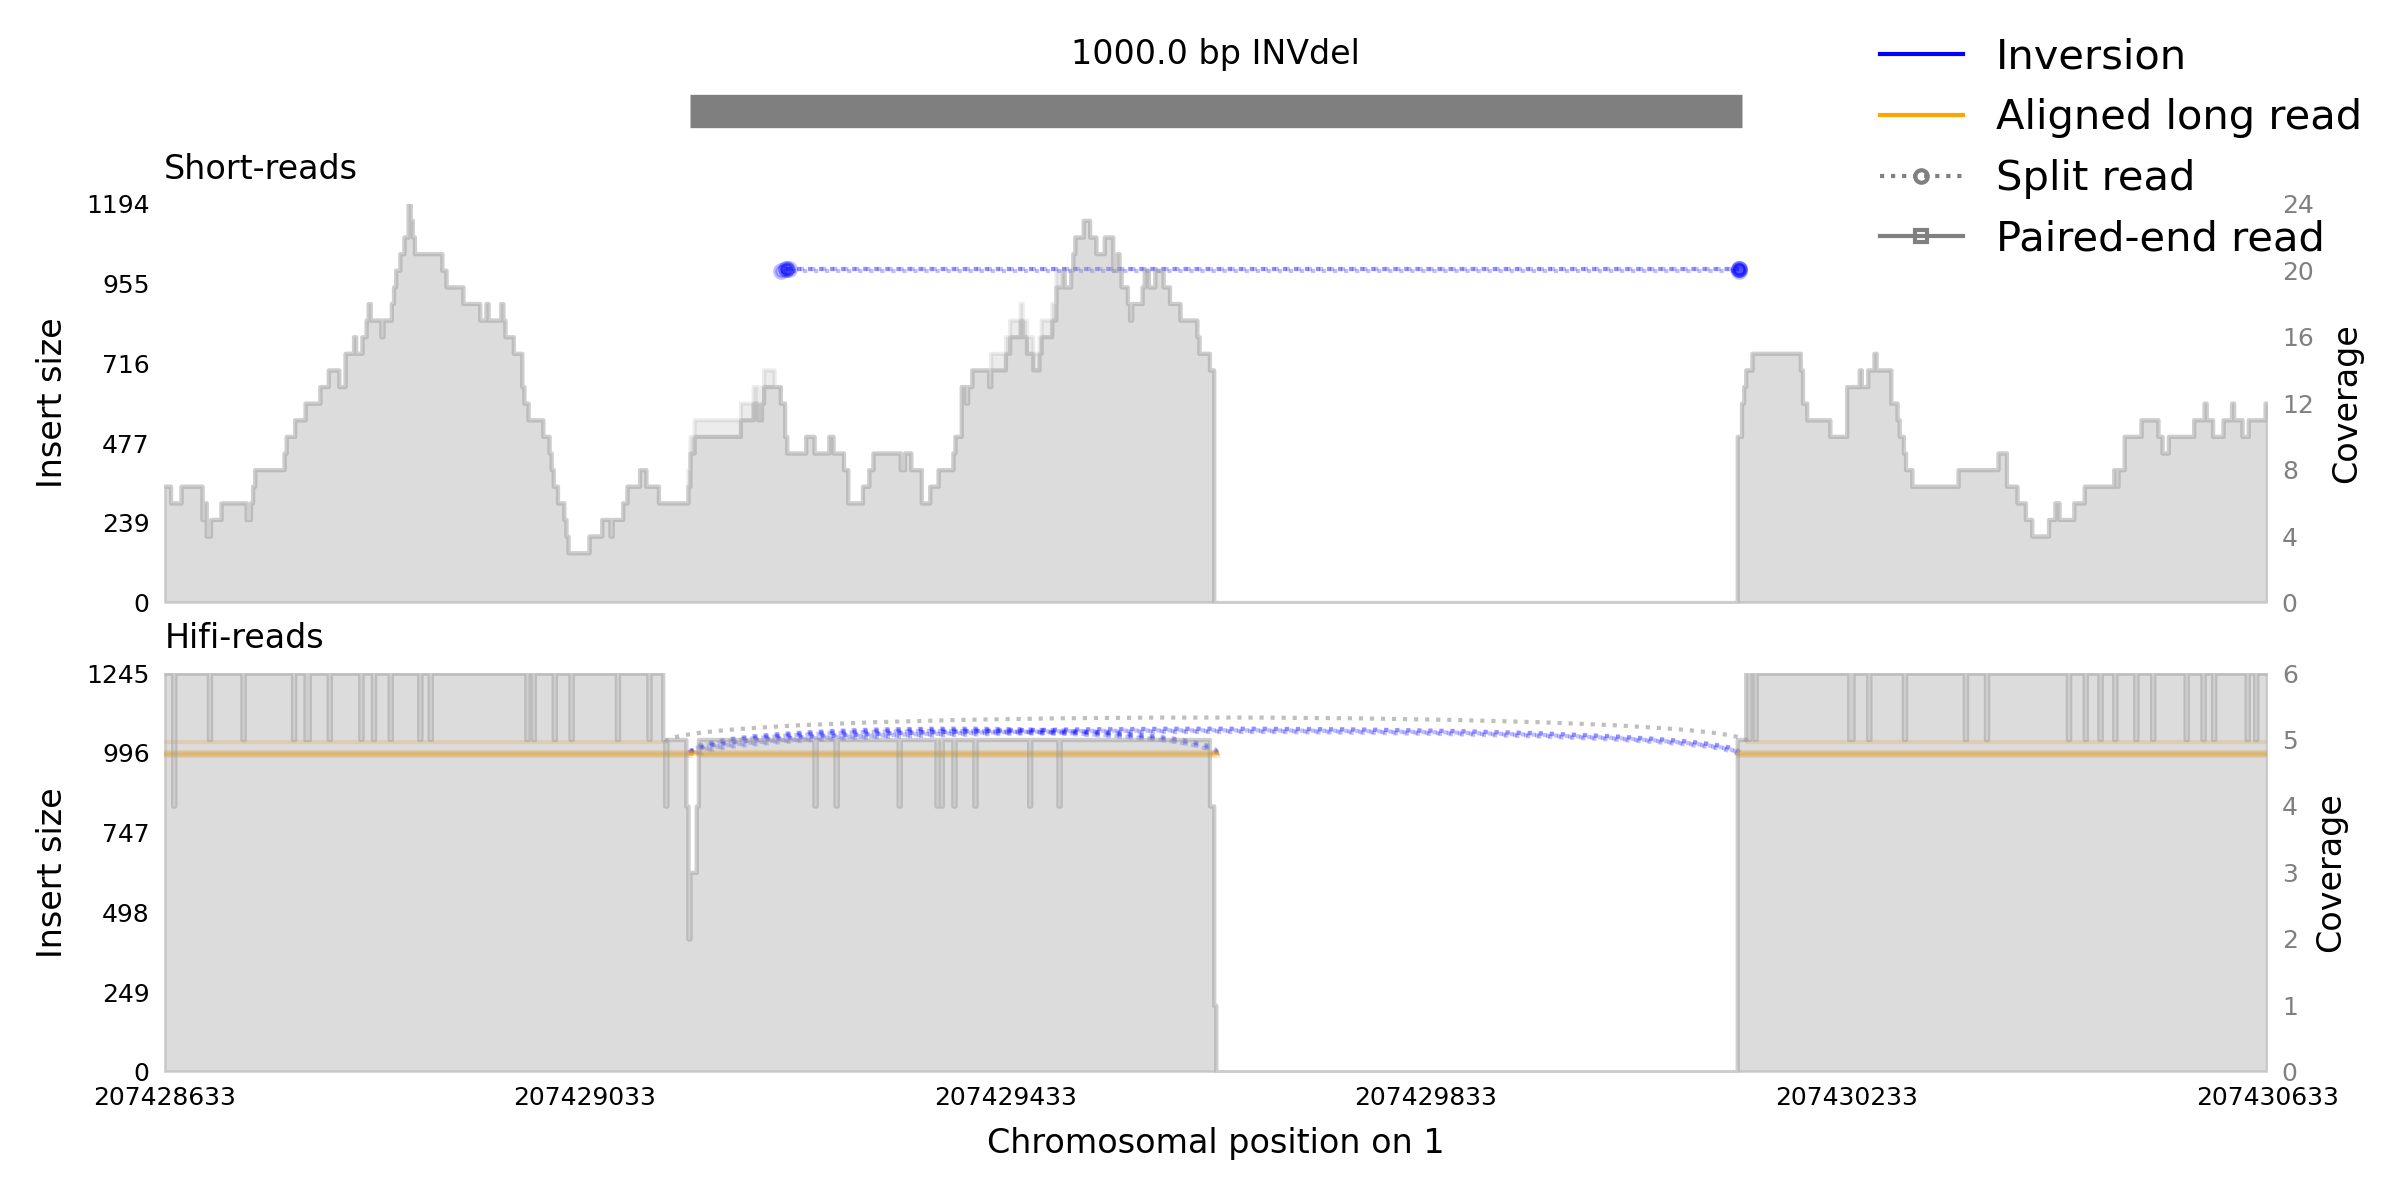 1000.0 bp INVdel
Inversion
Aligned long read
Split read
Paired-end read
Short-reads
1194
955
716
477
239
0
Insert size
24
20
16
12
8
4
0
Coverage
Hifi-reads
1245
996
747
498
249
0
Insert size
6
5
4
3
2
1
0
Coverage
207428633 207429033 207429433 207429833 207430233 207430633
Chromosomal position on 1